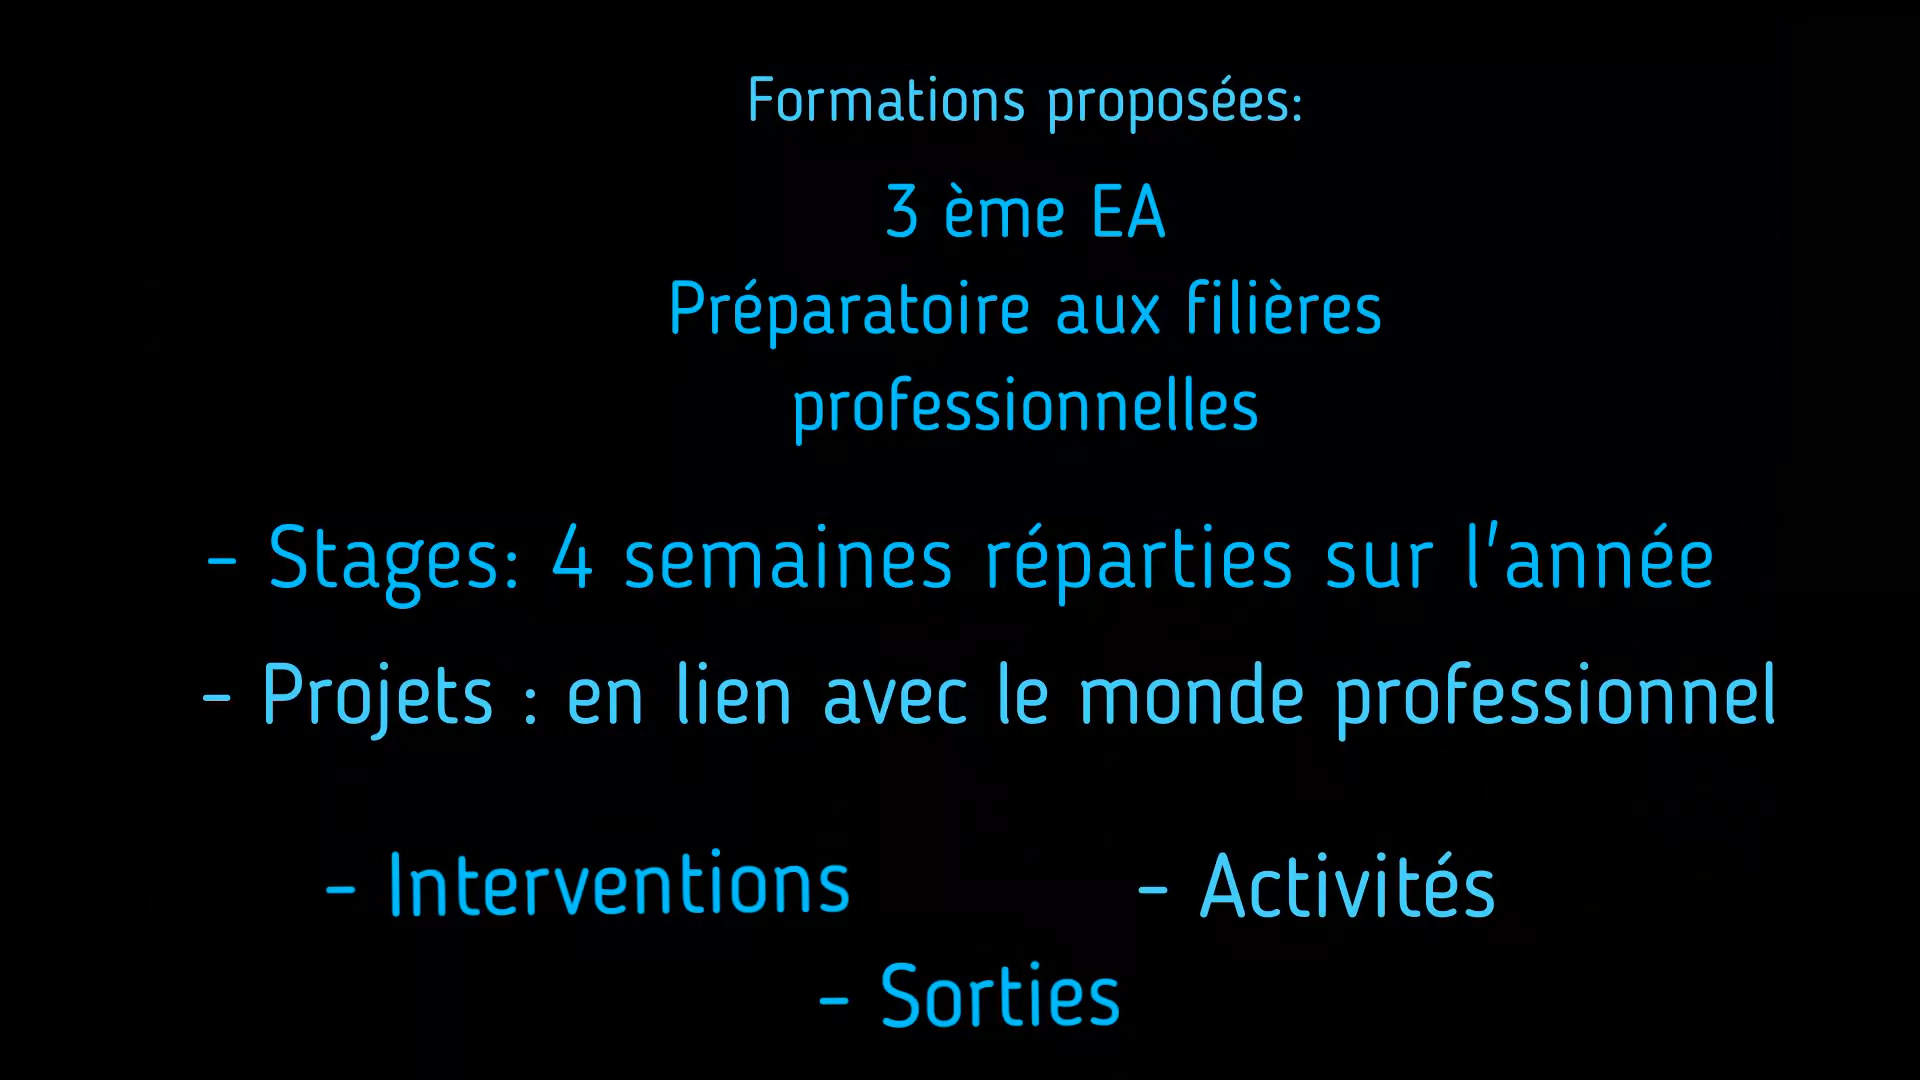 Formations proposées:
3 ème EA
Préparatoire aux filières
professionnelles
- Stages: 4 semaines réparties sur l'année
- Projets : en lien avec le monde professionnel
- Interventions
- Activités
- Sorties